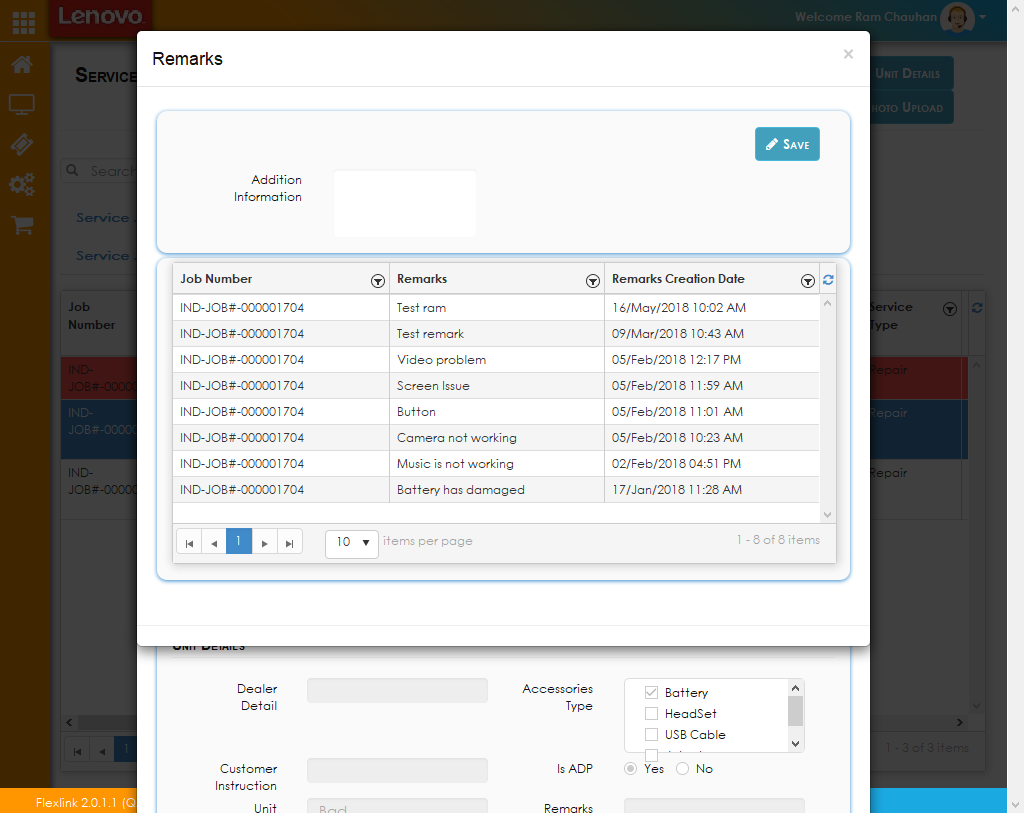 Lenovo
Welcome Ram Chauhan
Remarks
×
Service
Unit Details
Photo Upload
Search
Service
Service
Save
Addition
Information
Job Number
Remarks
Remarks Creation Date
IND-JOB#-000001704 Test ram 16/May/2018 10:02 AM
IND-JOB#-000001704 Test remark 09/Mar/2018 10:43 AM
IND-JOB#-000001704 Video problem 05/Feb/2018 12:17 PM
IND-JOB#-000001704 Screen Issue 05/Feb/2018 11:59 AM
IND-JOB#-000001704 Button 05/Feb/2018 11:01 AM
IND-JOB#-000001704 Camera not working 05/Feb/2018 10:23 AM
IND-JOB#-000001704 Music is not working 02/Feb/2018 04:51 PM
IND-JOB#-000001704 Battery has damaged 17/Jan/2018 11:28 AM
1 10 items per page 1 - 8 of 8 items
Job
Number
Service
Type
IND-
JOB#-00000
Repair
IND-
JOB#-00000
Repair
IND-
JOB#-00000
Repair
1
1 - 3 of 3 items
Unit Details
Dealer
Detail
Accessories
Type
Battery
HeadSet
USB Cable
Customer
Instruction
Is ADP Yes No
Unit Bad Remarks
Flexlink 2.0.1.1 (Q